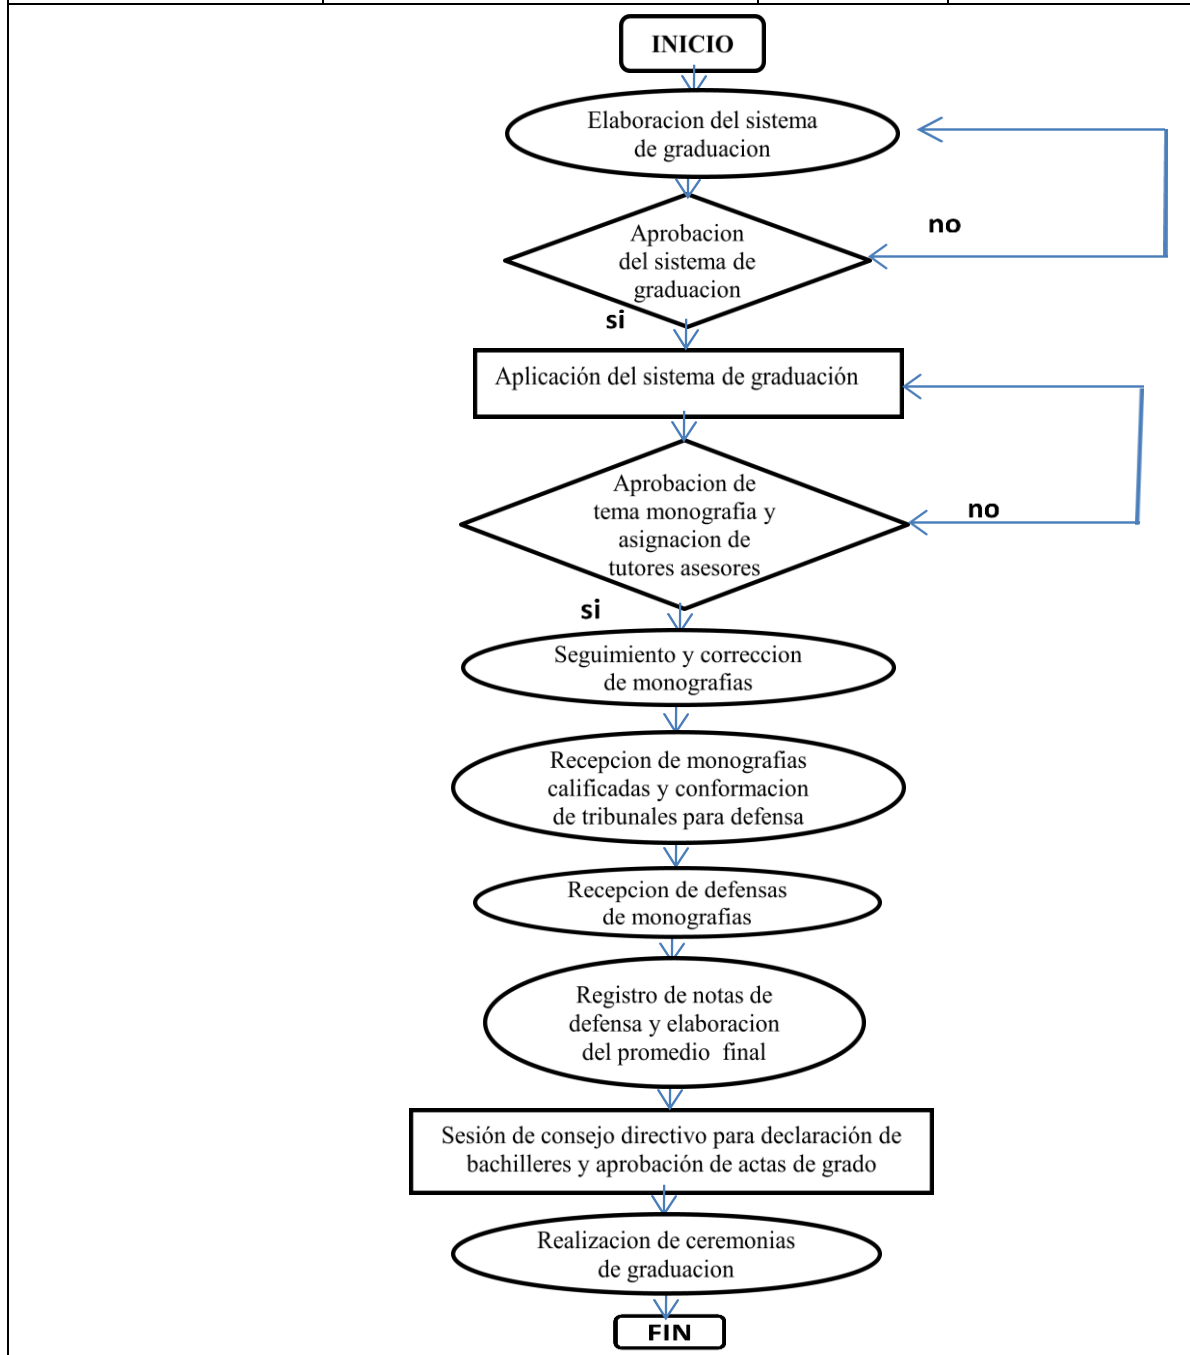 INICIO
Elaboracion del sistema
de graduacion
no
Aprobacion
del sistema de
graduacion
si
Aplicación del sistema de graduación
Aprobacion de
tema monografia y
asignacion de
tutores asesores
no
si
Seguimiento y correccion
de monografias
Recepcion de monografias
calificadas y conformacion
de tribunales para defensa
Recepcion de defensas
de monografias
Registro de notas de
defensa y elaboracion
del promedio final
Sesión de consejo directivo para declaración de
bachilleres y aprobación de actas de grado
Realizacion de ceremonias
de graduacion
FIN